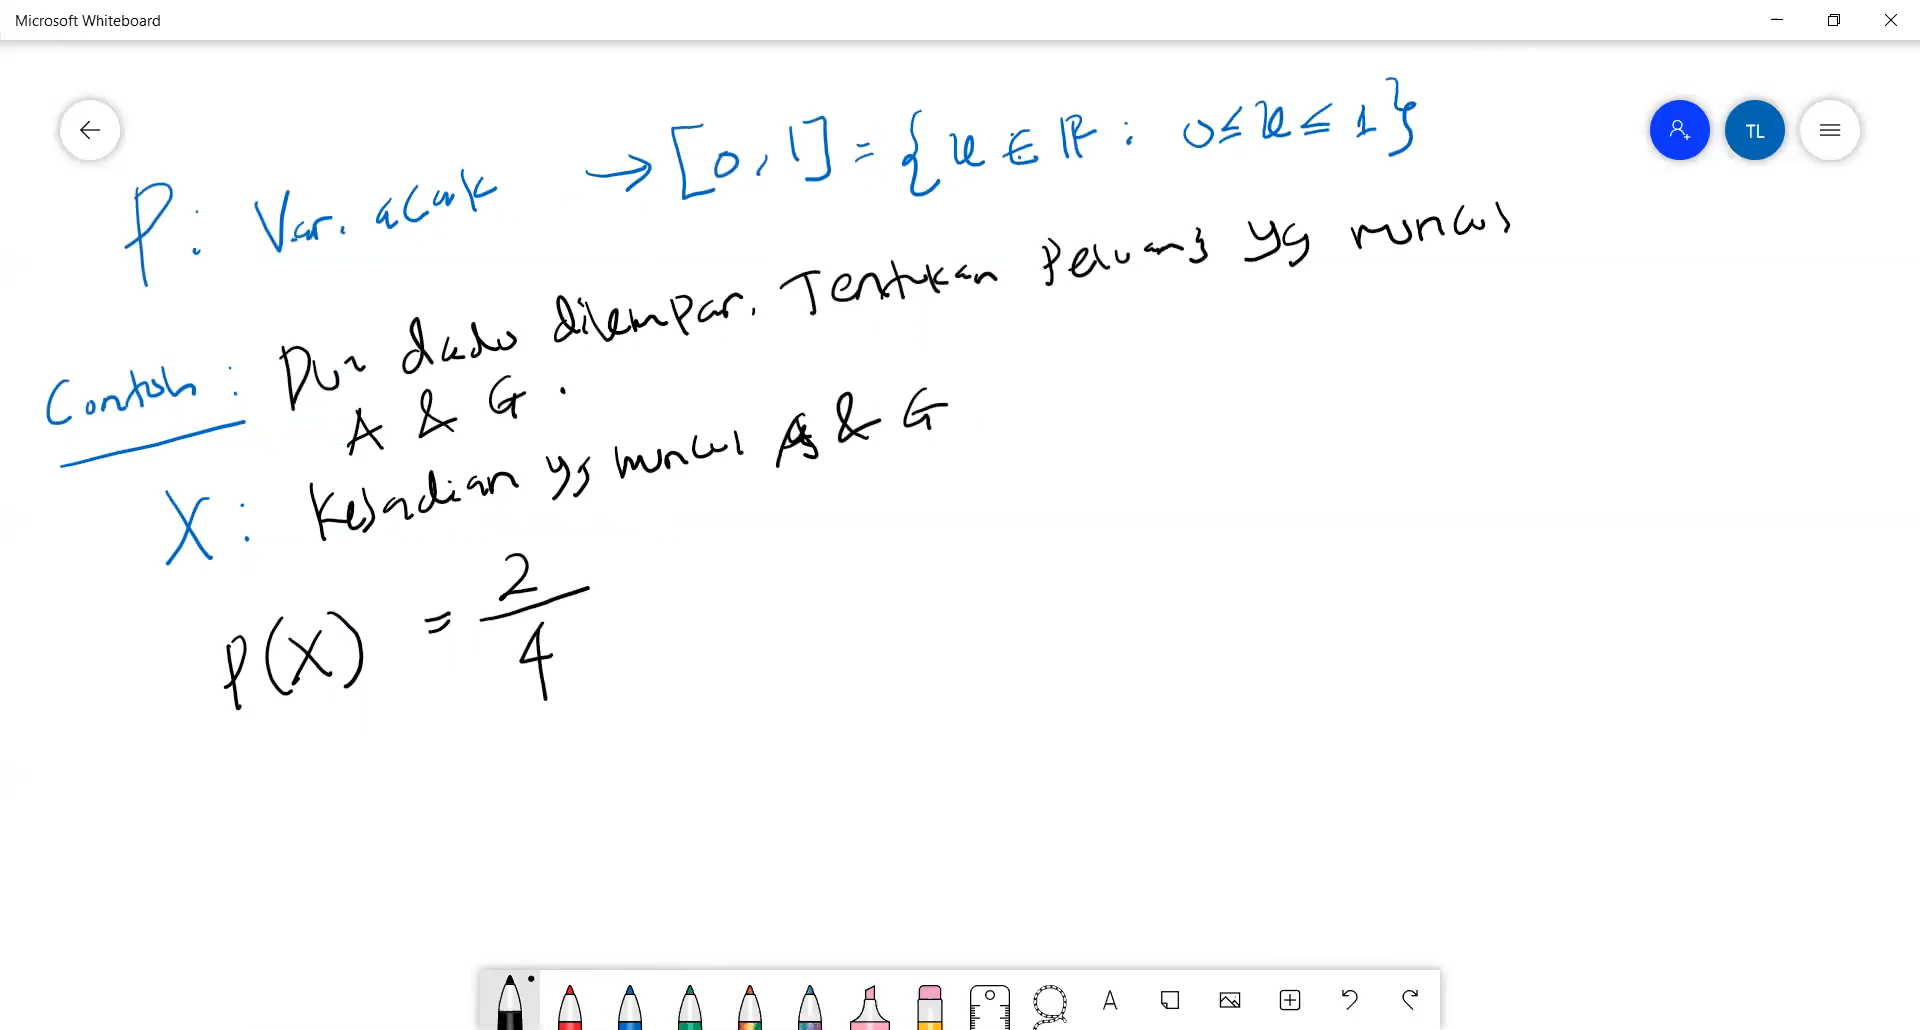 Microsoft Whiteboard
TL
P : Var. acak → [0, 1] = { x ∈ R : 0 ≤ x ≤ 1 }
Contoh : Dua dadu dilempar. Tentukan Peluang yg muncul
A & G .
X : Kejadian yg muncul A & G
P(X) = 2/4
A